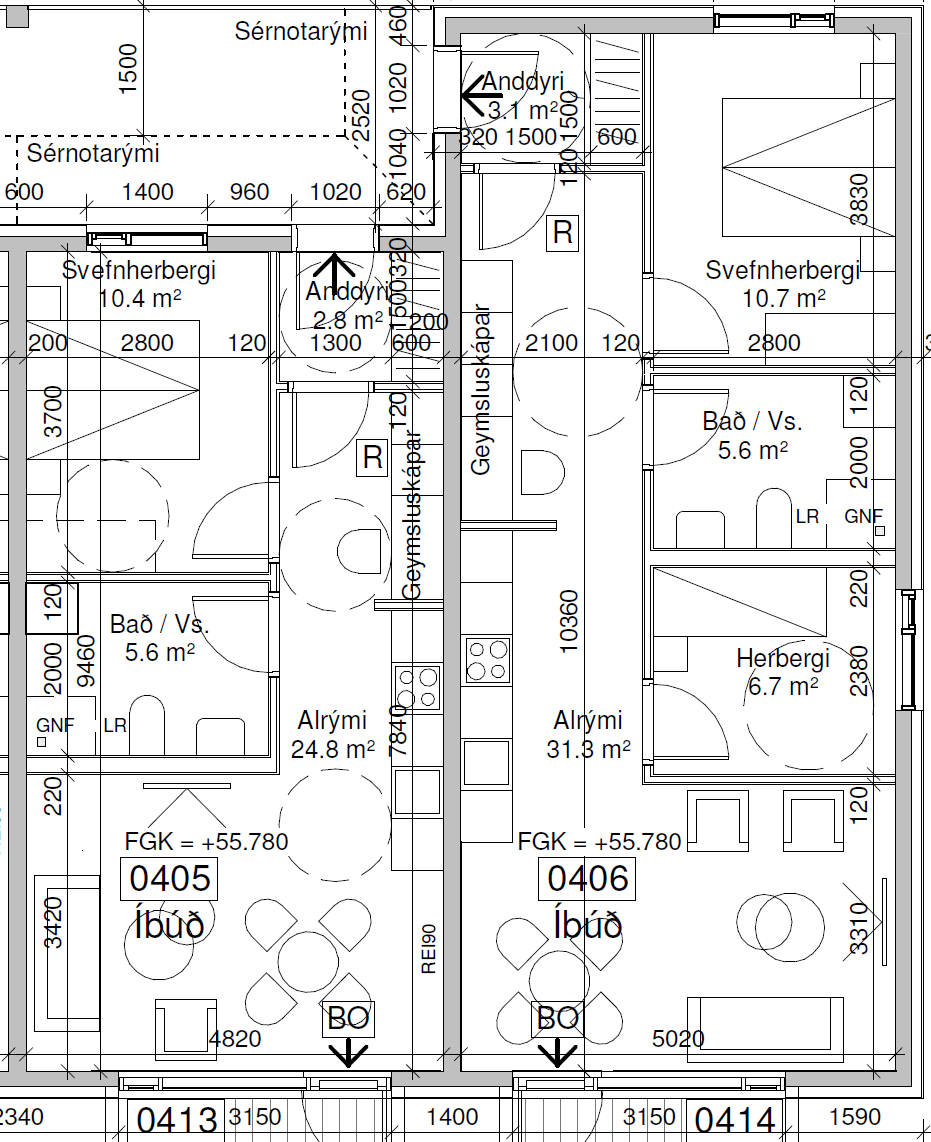 Sérnotarými
460
1500
1020
2520
Anddyri
3.1 m²
1500
320 1500
600
120
1040
Sérnotarými
600
1400
960
1020
620
3830
R
Svefnherbergi
10.4 m²
Anddyri
2.8 m²
320
1500
200
Svefnherbergi
10.7 m²
200
2800
120
1300
600
2100
120
2800
Geymsluskápar
3700
120
R
Geymsluskápar
Bað / Vs.
5.6 m²
120
2000
LR
GNF
10360
220
120
Bað / Vs.
5.6 m²
2000
9460
Herbergi
6.7 m²
2380
GNF
LR
Alrými
24.8 m²
7840
Alrými
31.3 m²
220
120
FGK = +55.780
0405
Íbúð
FGK = +55.780
0406
Íbúð
3420
REI90
3310
BO
BO
4820
5020
2340
0413
3150
1400
3150
0414
1590